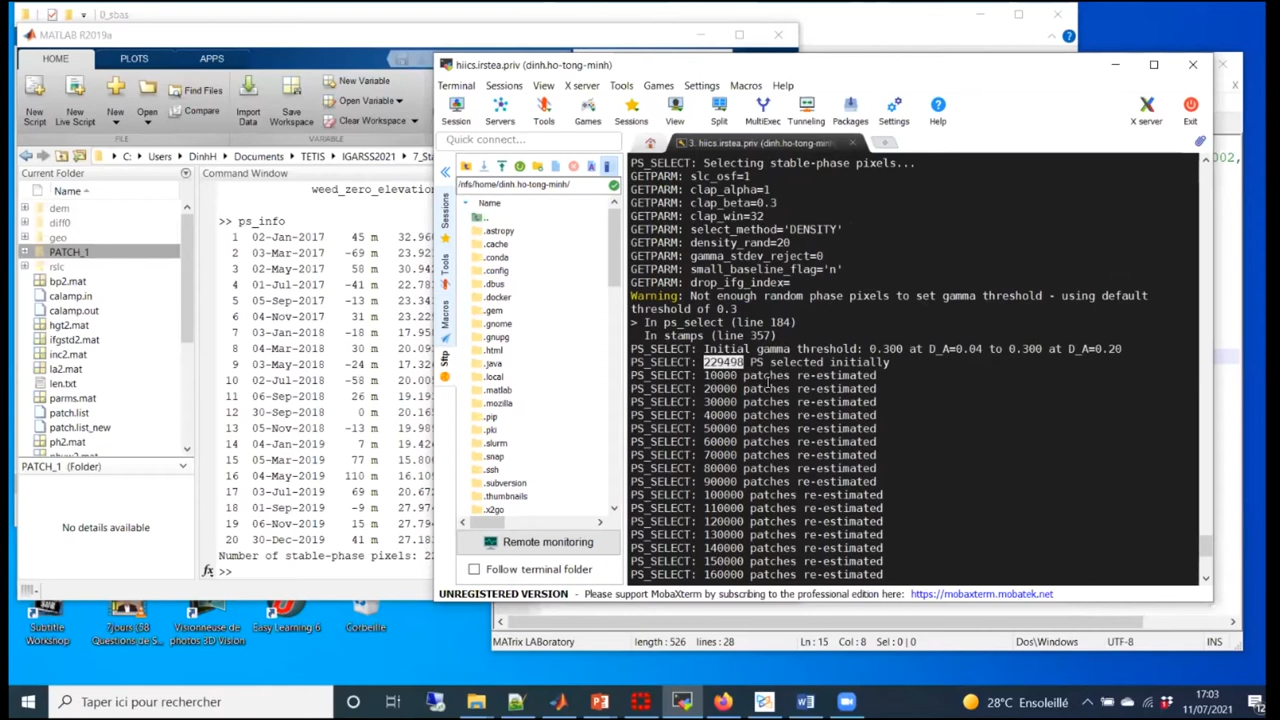 0_sbas
MATLAB R2019a
HOME PLOTS APPS
New Script
New Live Script
New
Open
Find Files
Compare
Import Data
Save Workspace
New Variable
Open Variable
Clear Workspace
FILE VARIABLE
C: Users DinhH Documents TETIS IGARSS2021
Current Folder
Name
dem
diff0
geo
PATCH_1
rslc
bp2.mat
calamp.in
calamp.out
hgt2.mat
ifgstd2.mat
inc2.mat
len.txt
parms.mat
patch.list
patch.list_new
ph2.mat
PATCH_1 (Folder)
No details available
Command Window
weed_zero_elevation
>> ps_info
1 02-Jan-2017 45 m
2 03-Mar-2017 -69 m
3 02-May-2017 58 m
4 01-Jul-2017 -41 m
5 05-Sep-2017 -13 m
6 04-Nov-2017 31 m
7 03-Jan-2018 -18 m
8 04-Mar-2018 30 m
9 03-May-2018 -24 m
10 02-Jul-2018 -58 m
11 06-Sep-2018 26 m
12 30-Sep-2018 0 m
13 05-Nov-2018 -13 m
14 04-Jan-2019 7 m
15 05-Mar-2019 77 m
16 04-May-2019 110 m
17 03-Jul-2019 69 m
18 01-Sep-2019 -9 m
19 06-Nov-2019 15 m
20 30-Dec-2019 41 m
Number of stable-phase pixels:
fx >>
hiics.irstea.priv (dinh.ho-tong-minh)
Terminal Sessions View X server Tools Games Settings Macros Help
Session Servers Tools Games Sessions View Split MultiExec Tunneling Packages Settings Help X server Exit
Quick connect...
3. hiics.irstea.priv (dinh.ho-tong-minh
/nfs/home/dinh.ho-tong-minh/
Sessions
Tools
Macros
Sftp
Name
..
.astropy
.cache
.conda
.config
.dbus
.docker
.gem
.gnome
.gnupg
.html
.java
.local
.matlab
.mozilla
.pip
.pki
.slurm
.ssh
.subversion
.thumbnails
.x2go
Remote monitoring
Follow terminal folder
PS_SELECT: Selecting stable-phase pixels...
GETPARM: slc_osf=1
GETPARM: clap_alpha=1
GETPARM: clap_beta=0.3
GETPARM: clap_win=32
GETPARM: select_method='DENSITY'
GETPARM: density_rand=20
GETPARM: gamma_stdev_reject=0
GETPARM: small_baseline_flag='n'
GETPARM: drop_ifg_index=
Warning: Not enough random phase pixels to set gamma threshold - using default
threshold of 0.3
> In ps_select (line 184)
In stamps (line 357)
PS_SELECT: Initial gamma threshold: 0.300 at D_A=0.04 to 0.300 at D_A=0.20
PS_SELECT: 229498 PS selected initially
PS_SELECT: 10000 patches re-estimated
PS_SELECT: 20000 patches re-estimated
PS_SELECT: 30000 patches re-estimated
PS_SELECT: 40000 patches re-estimated
PS_SELECT: 50000 patches re-estimated
PS_SELECT: 60000 patches re-estimated
PS_SELECT: 70000 patches re-estimated
PS_SELECT: 80000 patches re-estimated
PS_SELECT: 90000 patches re-estimated
PS_SELECT: 100000 patches re-estimated
PS_SELECT: 110000 patches re-estimated
PS_SELECT: 120000 patches re-estimated
PS_SELECT: 130000 patches re-estimated
PS_SELECT: 140000 patches re-estimated
PS_SELECT: 150000 patches re-estimated
PS_SELECT: 160000 patches re-estimated
UNREGISTERED VERSION - Please support MobaXterm by subscribing to the professional edition here: https://mobaxterm.mobatek.net
002,
MATrix LABoratory length : 526 lines : 28 Ln : 15 Col : 8 Sel : 0 | 0 Dos\Windows UTF-8 INS
Subtitle Workshop
7jours (58 Questions de S...
Visionneuse de photos 3D Vision
Easy Learning 6
Corbeille
Taper ici pour rechercher
28°C Ensoleillé
17:03
11/07/2021
12